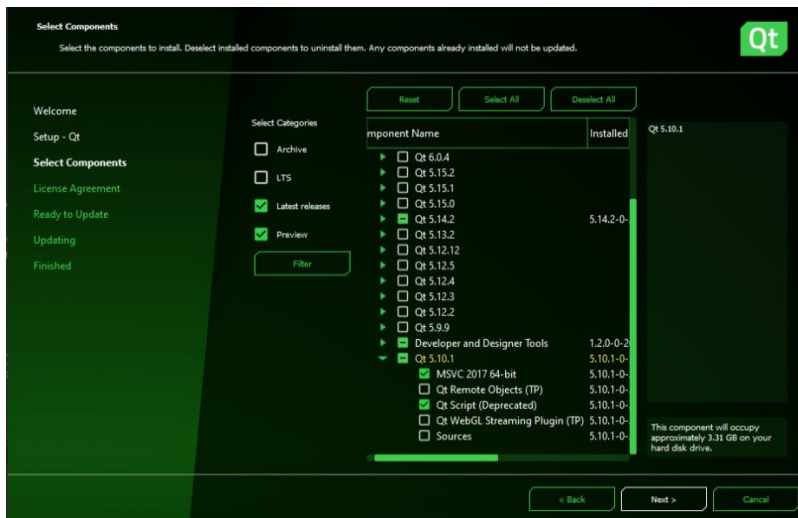 Select Components
Select the components to install. Deselect installed components to uninstall them. Any components already installed will not be updated.
Qt
Welcome
Setup - Qt
Select Components
License Agreement
Ready to Update
Updating
Finished
Select Categories
Archive
LTS
Latest releases
Preview
Filter
Reset Select All Deselect All
mponent Name Installed
Qt 6.0.4
Qt 5.15.2
Qt 5.15.1
Qt 5.15.0
Qt 5.14.2 5.14.2-0-
Qt 5.13.2
Qt 5.12.12
Qt 5.12.5
Qt 5.12.4
Qt 5.12.3
Qt 5.12.2
Qt 5.9.9
Developer and Designer Tools 1.2.0-0-2
Qt 5.10.1 5.10.1-0-
MSVC 2017 64-bit 5.10.1-0-
Qt Remote Objects (TP) 5.10.1-0-
Qt Script (Deprecated) 5.10.1-0-
Qt WebGL Streaming Plugin (TP) 5.10.1-0-
Sources 5.10.1-0-
Qt 5.10.1
This component will occupy
approximately 3.31 GB on your
hard disk drive.
< Back Next > Cancel